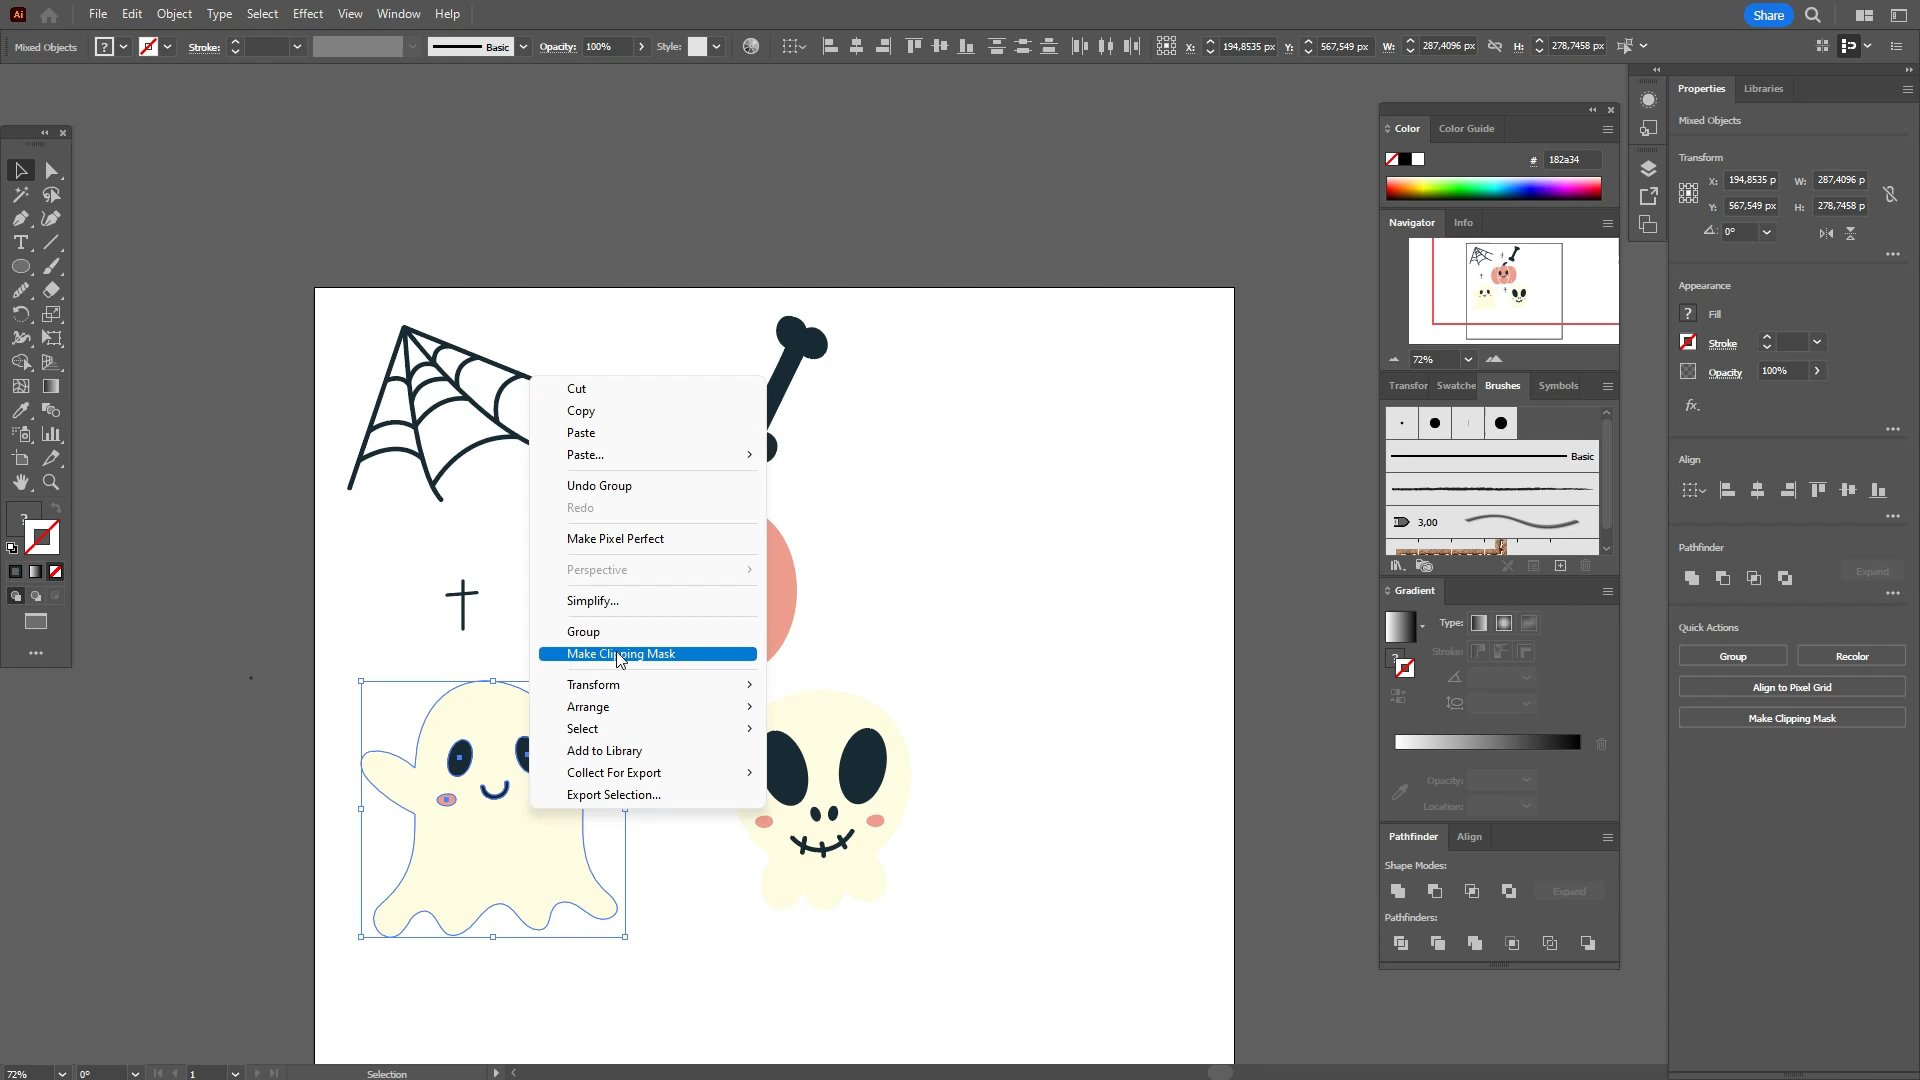 Ai File Edit Object Type Select Effect View Window Help Share
Mixed Objects ? Stroke: Basic Opacity: 100% Style: X: 194,8535 px Y: 567,549 px W: 287,4096 px H: 278,7458 px
Properties Libraries
Mixed Objects
Transform
X: 194,8535 p W: 287,4096 p
Y: 567,549 px H: 278,7458 p
0°
Appearance
? Fill
Stroke
Opacity 100%
fx.
Align
Pathfinder
Expand
Quick Actions
Group Recolor
Align to Pixel Grid
Make Clipping Mask
Color Color Guide
# 182a34
Navigator Info
72%
Transfor Swatche Brushes Symbols
Basic
3,00
Gradient
Type:
Stroke:
?
Opacity:
Location:
Pathfinder Align
Shape Modes:
Expand
Pathfinders:
Cut
Copy
Paste
Paste...
Undo Group
Redo
Make Pixel Perfect
Perspective
Simplify...
Group
Make Clipping Mask
Transform
Arrange
Select
Add to Library
Collect For Export
Export Selection...
T
?
72% 0° 1 Selection